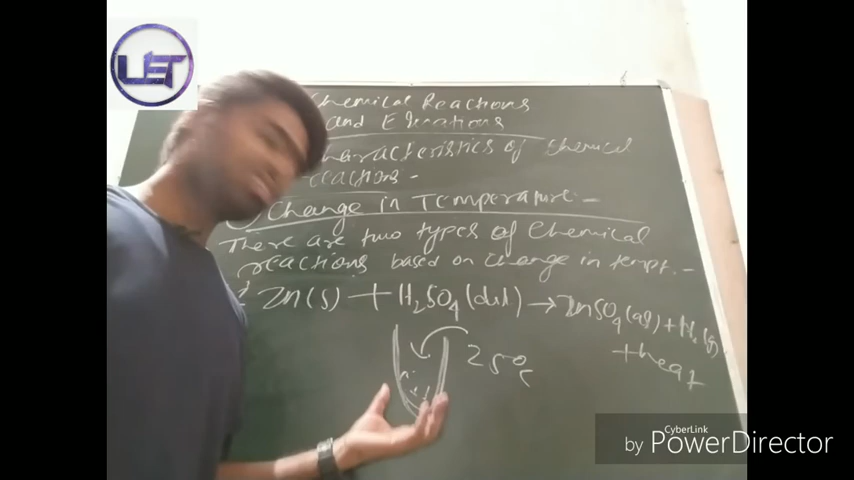 UET
Chemical Reactions
and Equations
haracteristics of Chemical
reactions -
Change in Temperature. -
There are two types of Chemical
reactions based on change in tempt. -
Zn(s) + H₂SO₄(dil) → ZnSO₄(aq) + H₂(g)
+ heat
25°C
CyberLink
by PowerDirector